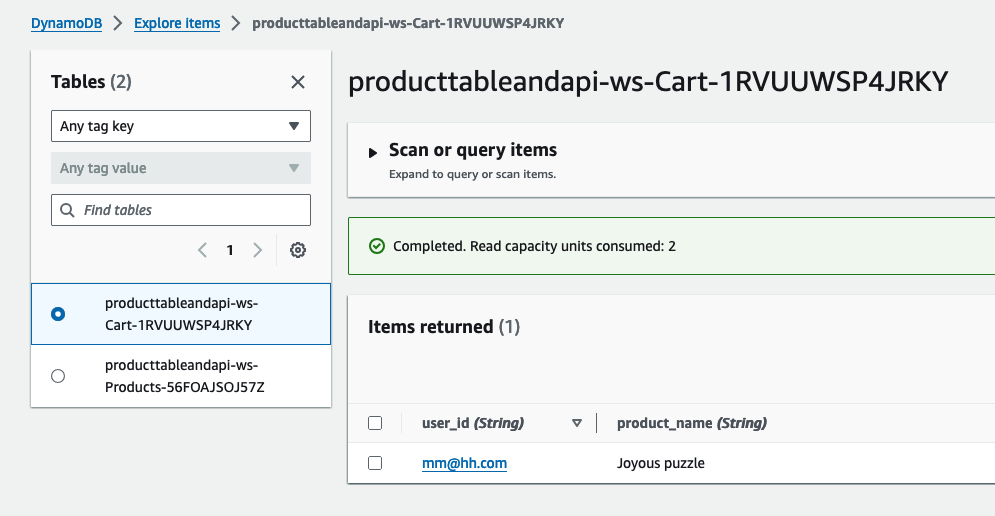 DynamoDB > Explore items > producttableandapi-ws-Cart-1RVUUWSP4JRKY
Tables (2)
Any tag key
Any tag value
Find tables
1
producttableandapi-ws-
Cart-1RVUUWSP4JRKY
producttableandapi-ws-
Products-56FOAJSOJ57Z
producttableandapi-ws-Cart-1RVUUWSP4JRKY
Scan or query items
Expand to query or scan items.
Completed. Read capacity units consumed: 2
Items returned (1)
user_id (String) product_name (String)
mm@hh.com Joyous puzzle